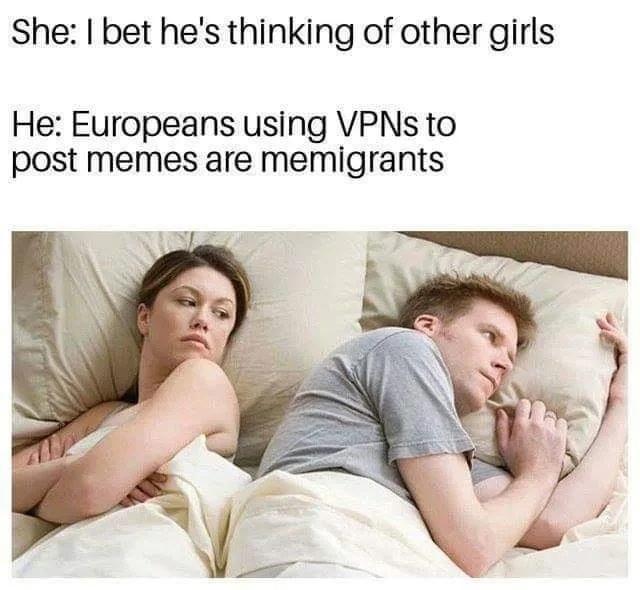 She: I bet he's thinking of other girls
He: Europeans using VPNs to
post memes are memigrants